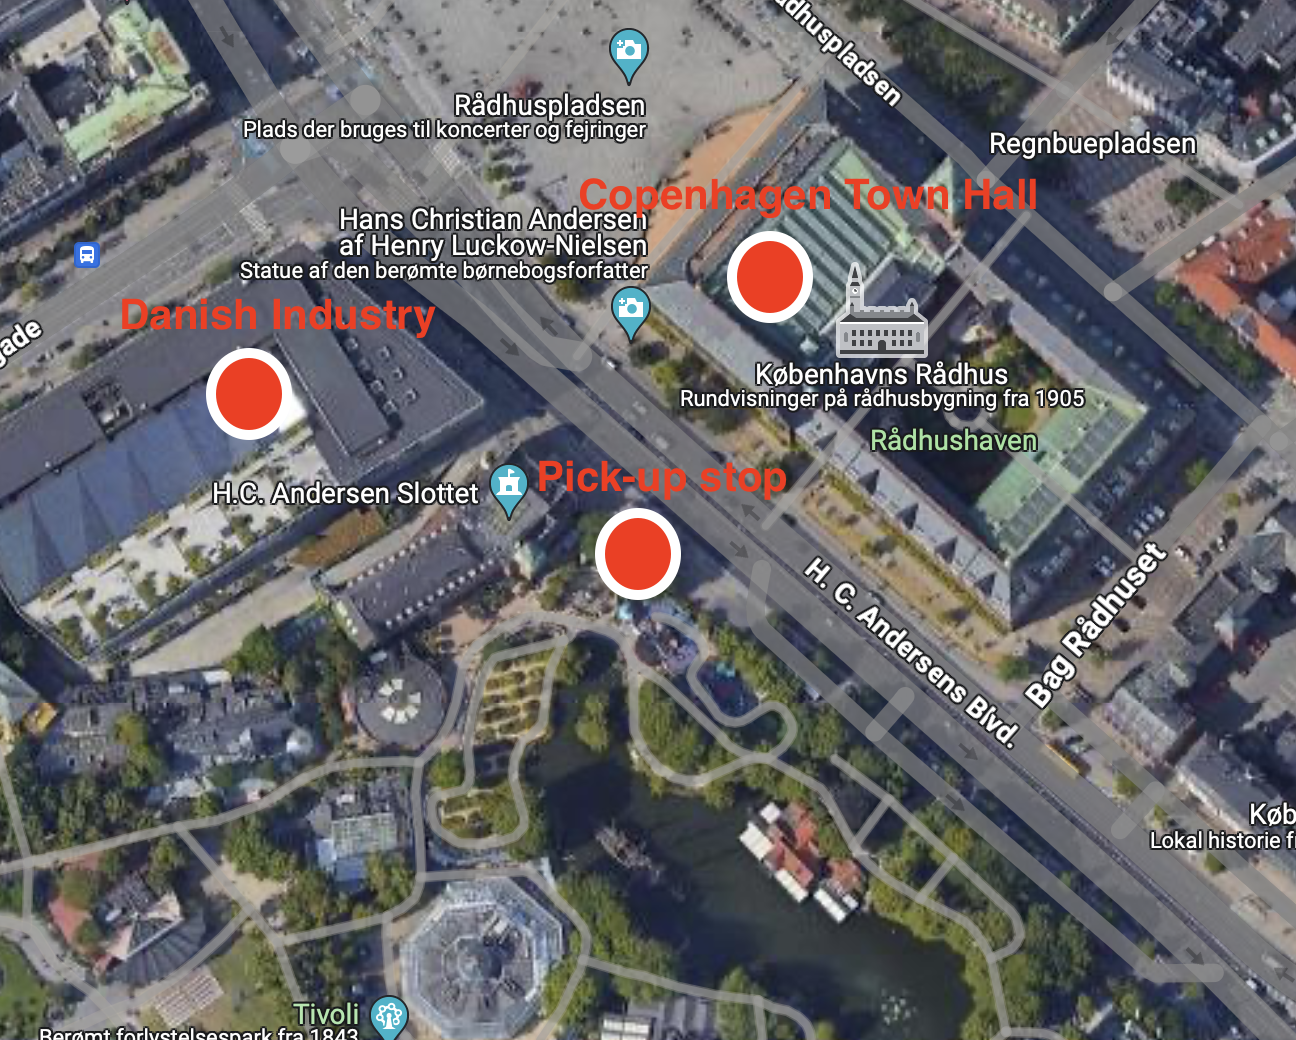 Rådhuspladsen
Plads der bruges til koncerter og fejringer
Regnbuepladsen
Copenhagen Town Hall
Hans Christian Andersen
af Henry Luckow-Nielsen
Statue af den berømte børnebogsforfatter
Danish Industry
Københavns Rådhus
Rundvisninger på rådhusbygning fra 1905
Rådhushaven
Pick-up stop
H.C. Andersen Slottet
H. C. Andersens Blvd.
Bag Rådhuset
Køb
Lokal historie f
Tivoli
Berømt forlystelsespark fra 1843
dhuspladsen
gade